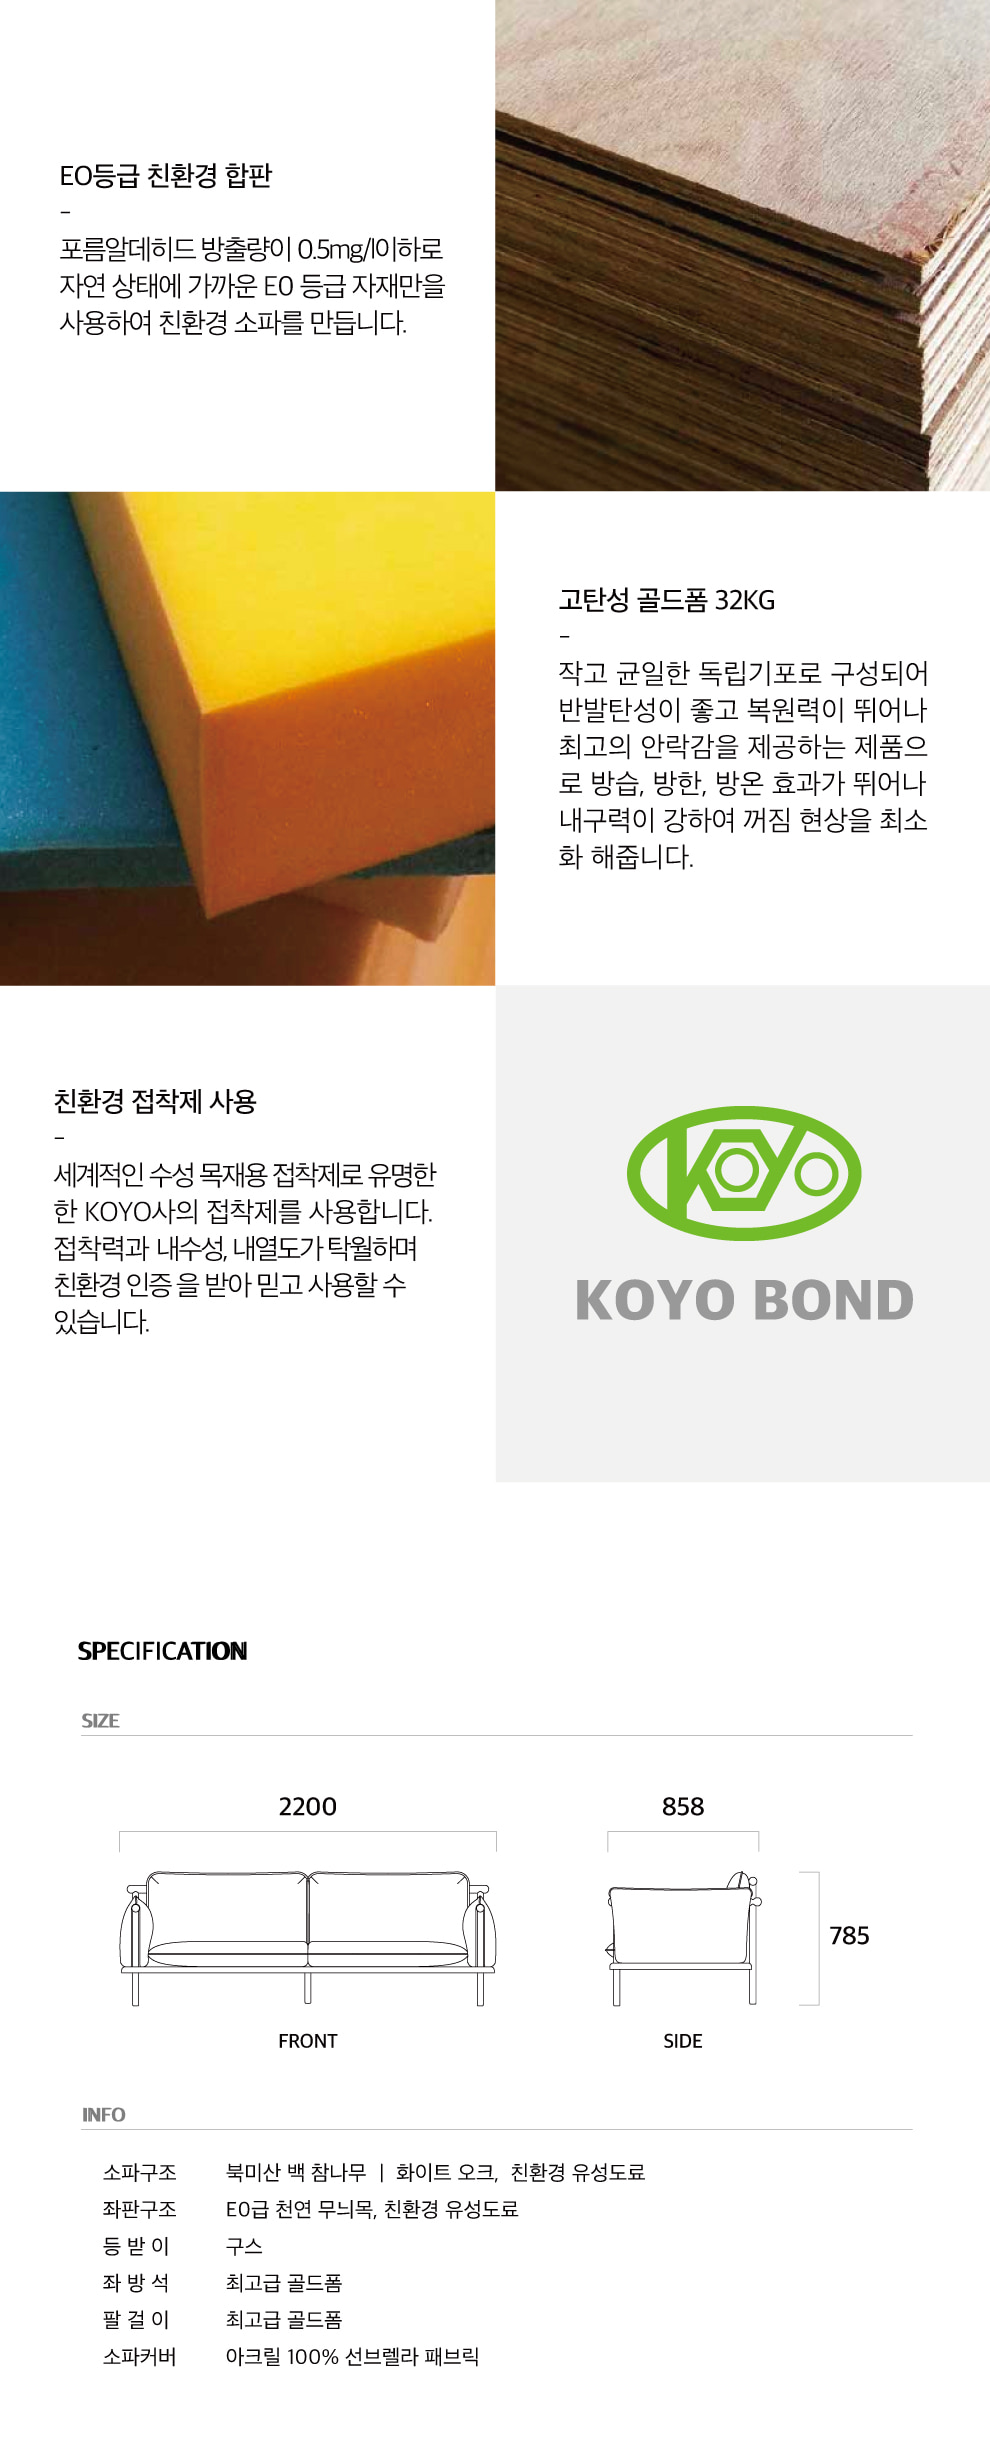 EO등급 친환경 합판
–
포름알데히드 방출량이 0.5mg/l이하로
자연 상태에 가까운 E0 등급 자재만을
사용하여 친환경 소파를 만듭니다.
고탄성 골드폼 32KG
–
작고 균일한 독립기포로 구성되어
반발탄성이 좋고 복원력이 뛰어나
최고의 안락감을 제공하는 제품으
로 방습, 방한, 방온 효과가 뛰어나
내구력이 강하여 꺼짐 현상을 최소
화 해줍니다.
친환경 접착제 사용
–
세계적인 수성 목재용 접착제로 유명한
한 KOYO사의 접착제를 사용합니다.
접착력과 내수성, 내열도가 탁월하며
친환경 인증 을 받아 믿고 사용할 수
있습니다.
KOYO
KOYO BOND
SPECIFICATION
SIZE
2200
858
785
FRONT
SIDE
INFO
소파구조 북미산 백 참나무 | 화이트 오크, 친환경 유성도료
좌판구조 E0급 천연 무늬목, 친환경 유성도료
등 받 이 구스
좌 방 석 최고급 골드폼
팔 걸 이 최고급 골드폼
소파커버 아크릴 100% 선브렐라 패브릭